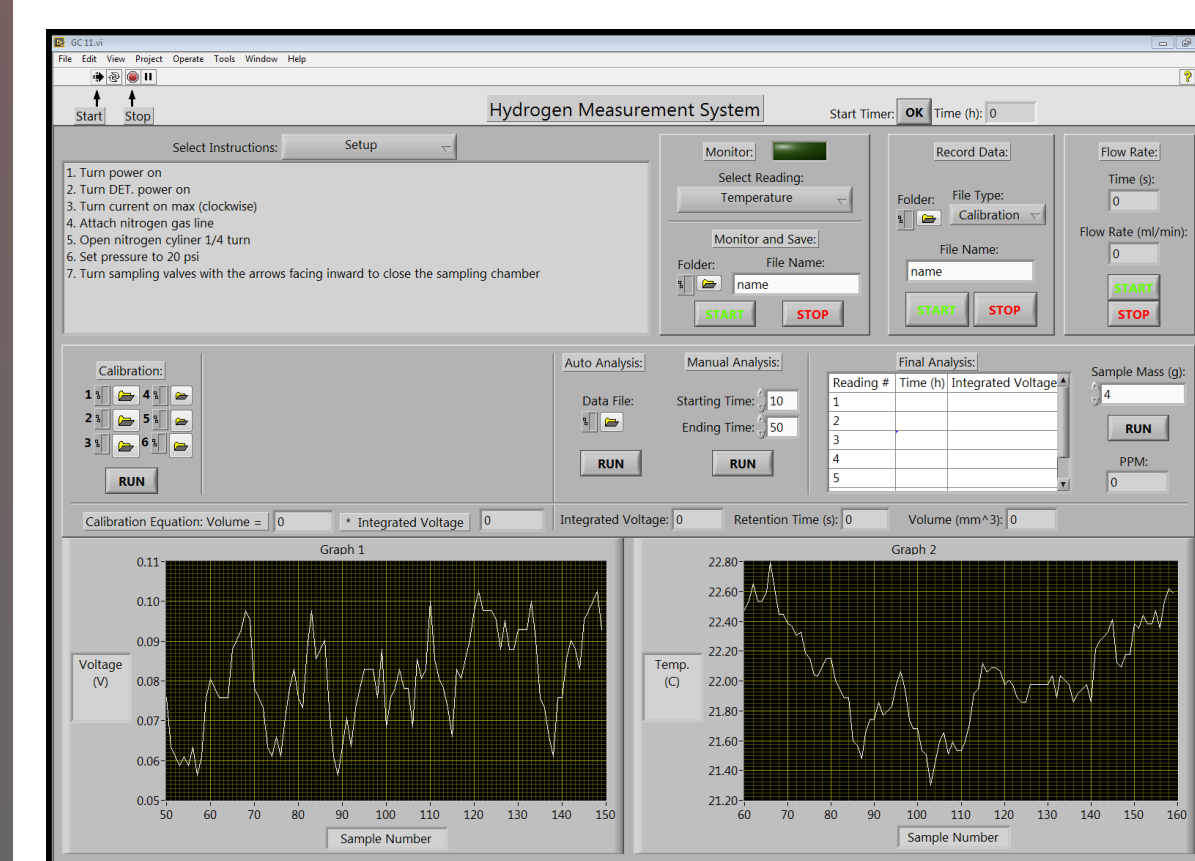 GC 11.vi
File Edit View Project Operate Tools Window Help
Start Stop
Hydrogen Measurement System
Start Timer: OK Time (h): 0
Select Instructions: Setup
1. Turn power on
2. Turn DET. power on
3. Turn current on max (clockwise)
4. Attach nitrogen gas line
5. Open nitrogen cyliner 1/4 turn
6. Set pressure to 20 psi
7. Turn sampling valves with the arrows facing inward to close the sampling chamber
Monitor:
Select Reading:
Temperature
Monitor and Save:
Folder: File Name:
name
START STOP
Record Data:
Folder: File Type:
Calibration
File Name:
name
START STOP
Flow Rate:
Time (s):
0
Flow Rate (ml/min):
0
START
STOP
Calibration:
1 4
2 5
3 6
RUN
Auto Analysis:
Data File:
RUN
Manual Analysis:
Starting Time: 10
Ending Time: 50
RUN
Final Analysis:
Reading # Time (h) Integrated Voltage
1
2
3
4
5
Sample Mass (g):
4
RUN
PPM:
0
Calibration Equation: Volume = 0 * Integrated Voltage 0
Integrated Voltage: 0 Retention Time (s): 0 Volume (mm^3): 0
Graph 1
0.11
0.10
0.09
0.08
0.07
0.06
0.05
Voltage
(V)
50 60 70 80 90 100 110 120 130 140 150
Sample Number
Graph 2
22.80
22.60
22.40
22.20
22.00
21.80
21.60
21.40
21.20
Temp.
(C)
60 70 80 90 100 110 120 130 140 150 160
Sample Number